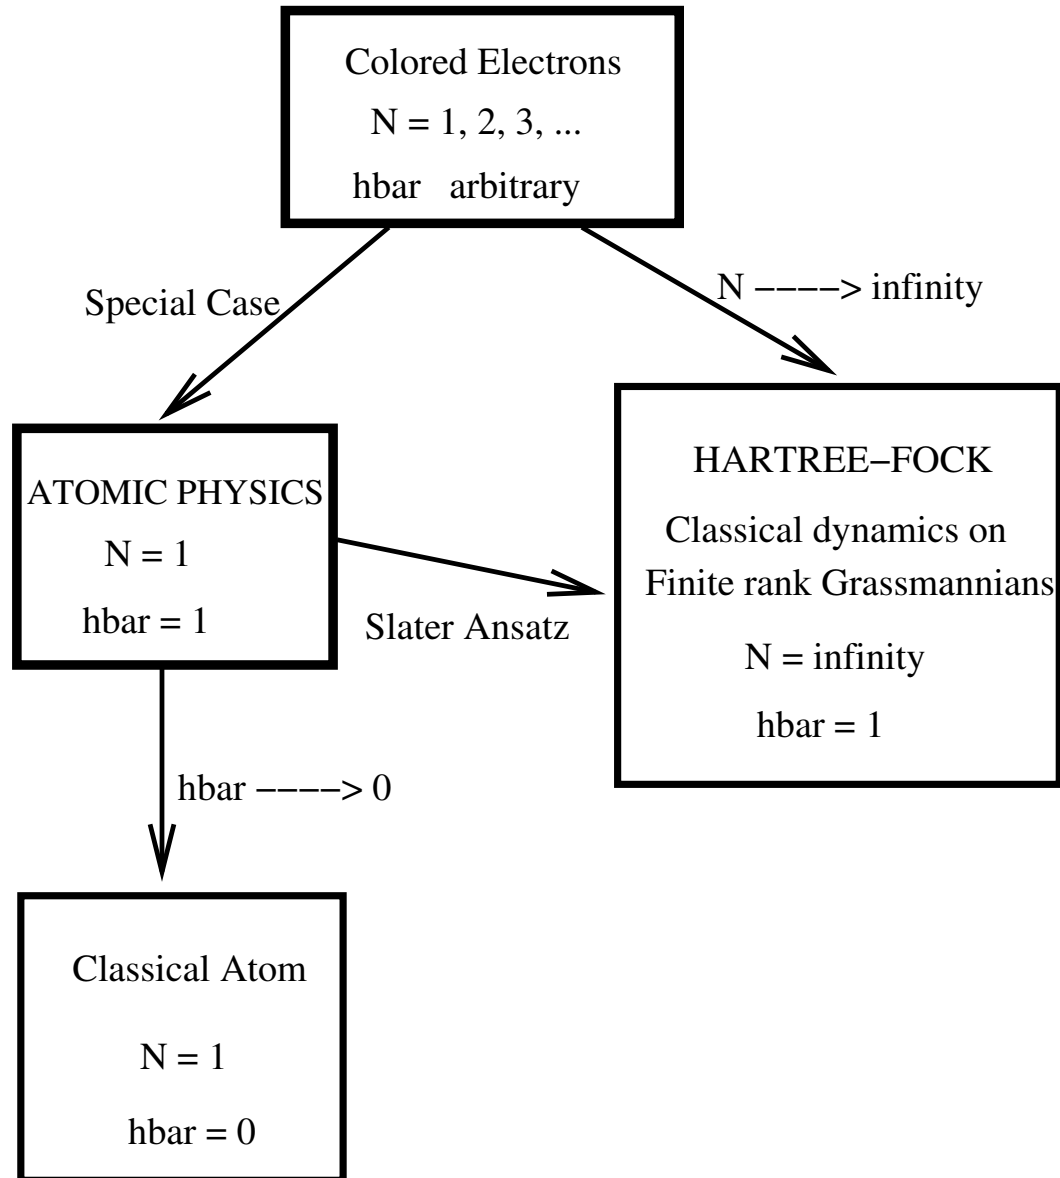 Colored Electrons
N = 1, 2, 3, ...
hbar arbitrary
Special Case
N −−−−> infinity
ATOMIC PHYSICS
N = 1
hbar = 1
Slater Ansatz
HARTREE−FOCK
Classical dynamics on
Finite rank Grassmannians
N = infinity
hbar = 1
hbar −−−−> 0
Classical Atom
N = 1
hbar = 0